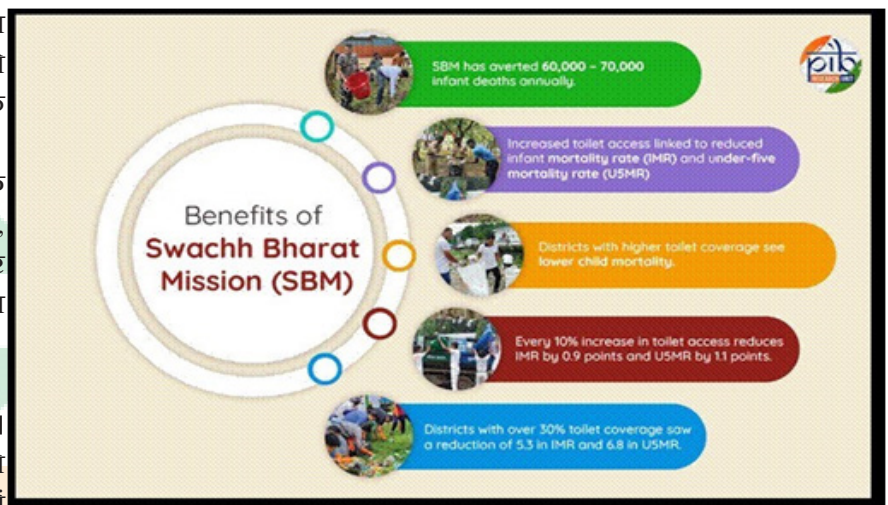 SBM has averted 60,000 – 70,000
infant deaths annually.
pib
RESEARCH UNIT
Increased toilet access linked to reduced
infant mortality rate (IMR) and under-five
mortality rate (U5MR)
Benefits of
Swachh Bharat
Mission (SBM)
Districts with higher toilet coverage see
lower child mortality.
Every 10% increase in toilet access reduces
IMR by 0.9 points and U5MR by 1.1 points.
Districts with over 30% toilet coverage saw
a reduction of 5.3 in IMR and 6.8 in U5MR.